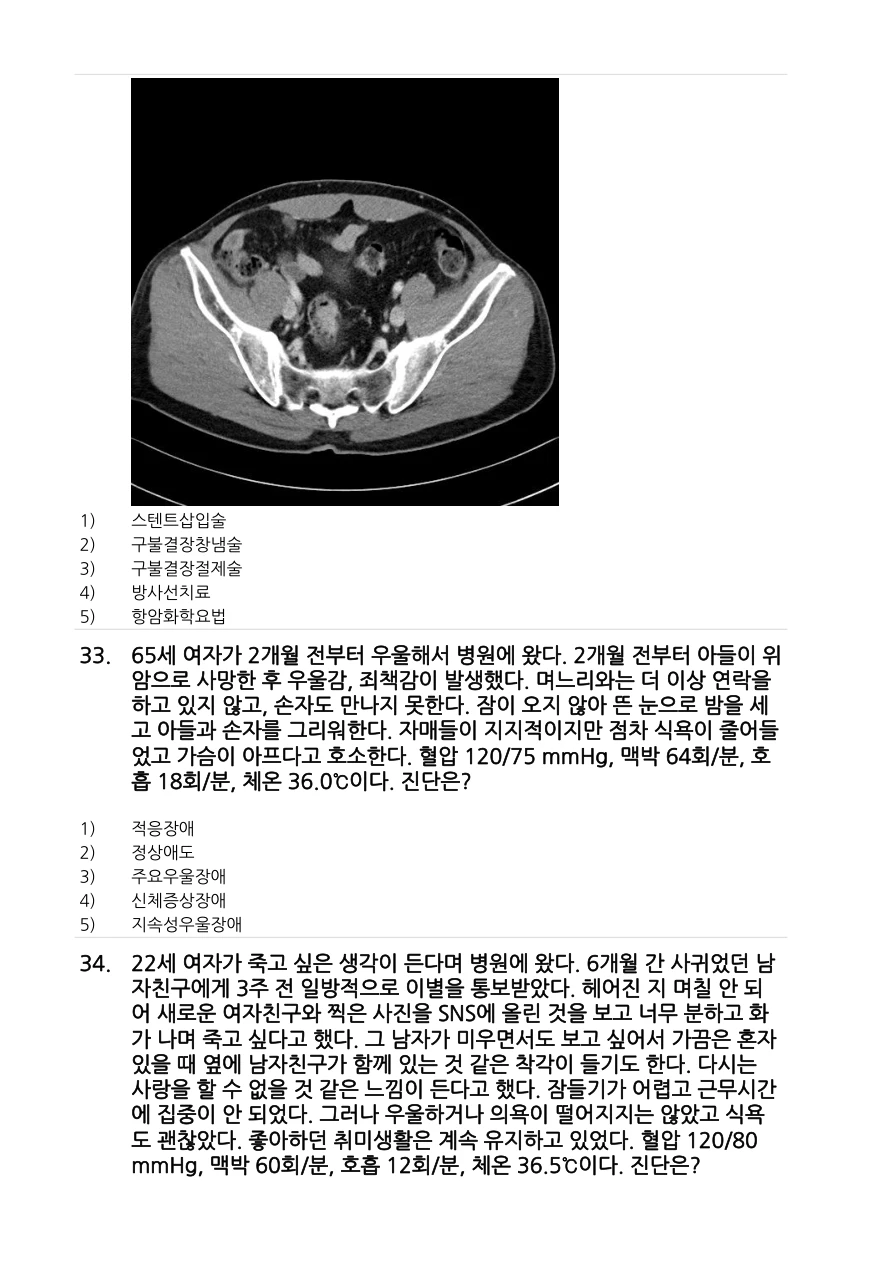 1) 스텐트삽입술
2) 구불결장창냄술
3) 구불결장절제술
4) 방사선치료
5) 항암화학요법
33. 65세 여자가 2개월 전부터 우울해서 병원에 왔다. 2개월 전부터 아들이 위
암으로 사망한 후 우울감, 죄책감이 발생했다. 며느리와는 더 이상 연락을
하고 있지 않고, 손자도 만나지 못한다. 잠이 오지 않아 뜬 눈으로 밤을 세
고 아들과 손자를 그리워한다. 자매들이 지지적이지만 점차 식욕이 줄어들
었고 가슴이 아프다고 호소한다. 혈압 120/75 mmHg, 맥박 64회/분, 호
흡 18회/분, 체온 36.0℃이다. 진단은?
1) 적응장애
2) 정상애도
3) 주요우울장애
4) 신체증상장애
5) 지속성우울장애
34. 22세 여자가 죽고 싶은 생각이 든다며 병원에 왔다. 6개월 간 사귀었던 남
자친구에게 3주 전 일방적으로 이별을 통보받았다. 헤어진 지 며칠 안 되
어 새로운 여자친구와 찍은 사진을 SNS에 올린 것을 보고 너무 분하고 화
가 나며 죽고 싶다고 했다. 그 남자가 미우면서도 보고 싶어서 가끔은 혼자
있을 때 옆에 남자친구가 함께 있는 것 같은 착각이 들기도 한다. 다시는
사랑을 할 수 없을 것 같은 느낌이 든다고 했다. 잠들기가 어렵고 근무시간
에 집중이 안 되었다. 그러나 우울하거나 의욕이 떨어지지는 않았고 식욕
도 괜찮았다. 좋아하던 취미생활은 계속 유지하고 있었다. 혈압 120/80
mmHg, 맥박 60회/분, 호흡 12회/분, 체온 36.5℃이다. 진단은?